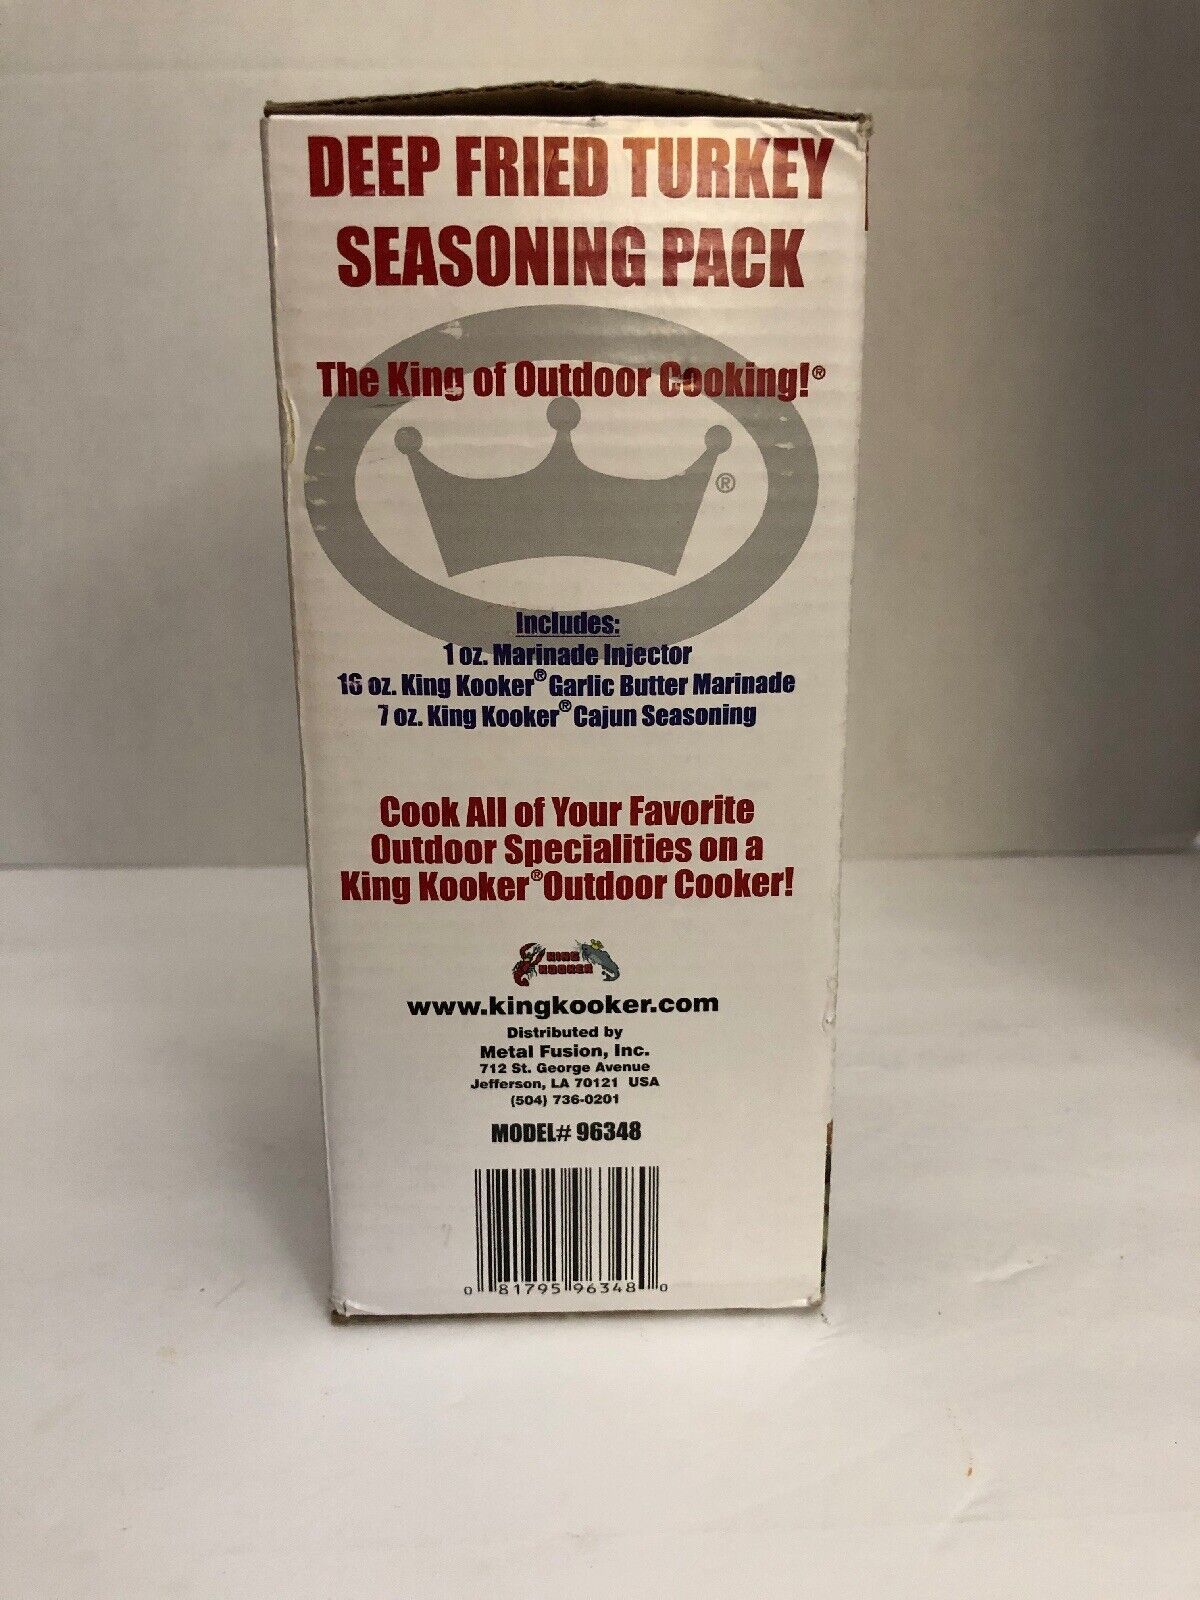 DEEP FRIED TURKEY
SEASONING PACK
The King of Outdoor Cooking!®
®
Includes:
1 oz. Marinade Injector
16 oz. King Kooker® Garlic Butter Marinade
7 oz. King Kooker® Cajun Seasoning
Cook All of Your Favorite
Outdoor Specialities on a
King Kooker® Outdoor Cooker!
KING
KOOKER
www.kingkooker.com
Distributed by
Metal Fusion, Inc.
712 St. George Avenue
Jefferson, LA 70121 USA
(504) 736-0201
MODEL# 96348
0 81795 96348 0